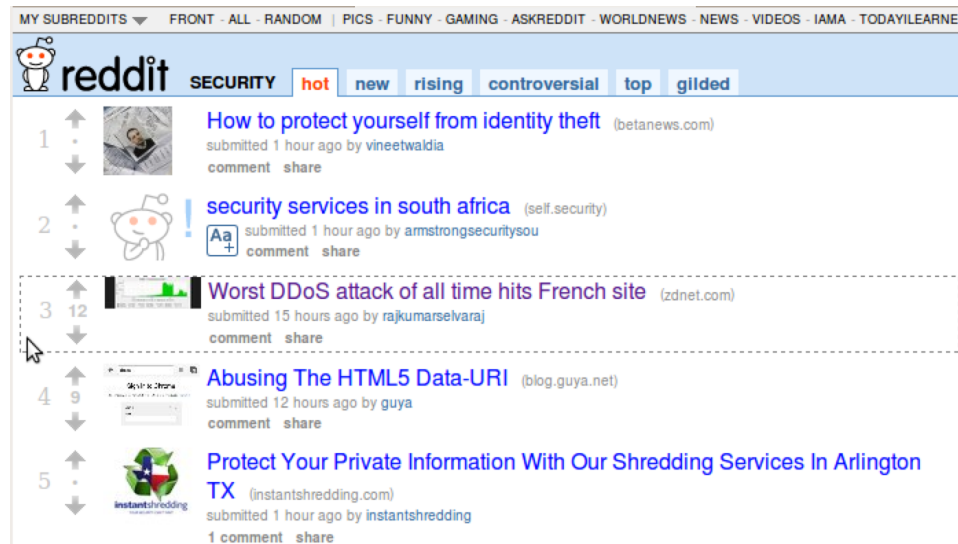 MY SUBREDDITS FRONT - ALL - RANDOM | PICS - FUNNY - GAMING - ASKREDDIT - WORLDNEWS - NEWS - VIDEOS - IAMA - TODAYILEARNE
reddit SECURITY hot new rising controversial top gilded
1
How to protect yourself from identity theft (betanews.com)
submitted 1 hour ago by vineetwaldia
comment share
2
security services in south africa (self.security)
Aa+ submitted 1 hour ago by armstrongsecuritysou
comment share
3 12
Worst DDoS attack of all time hits French site (zdnet.com)
submitted 15 hours ago by rajkumarselvaraj
comment share
4 9
Sign in to Chrome
Abusing The HTML5 Data-URI (blog.guya.net)
submitted 12 hours ago by guya
comment share
5
instantshredding
Protect Your Private Information With Our Shredding Services In Arlington
TX (instantshredding.com)
submitted 1 hour ago by instantshredding
1 comment share